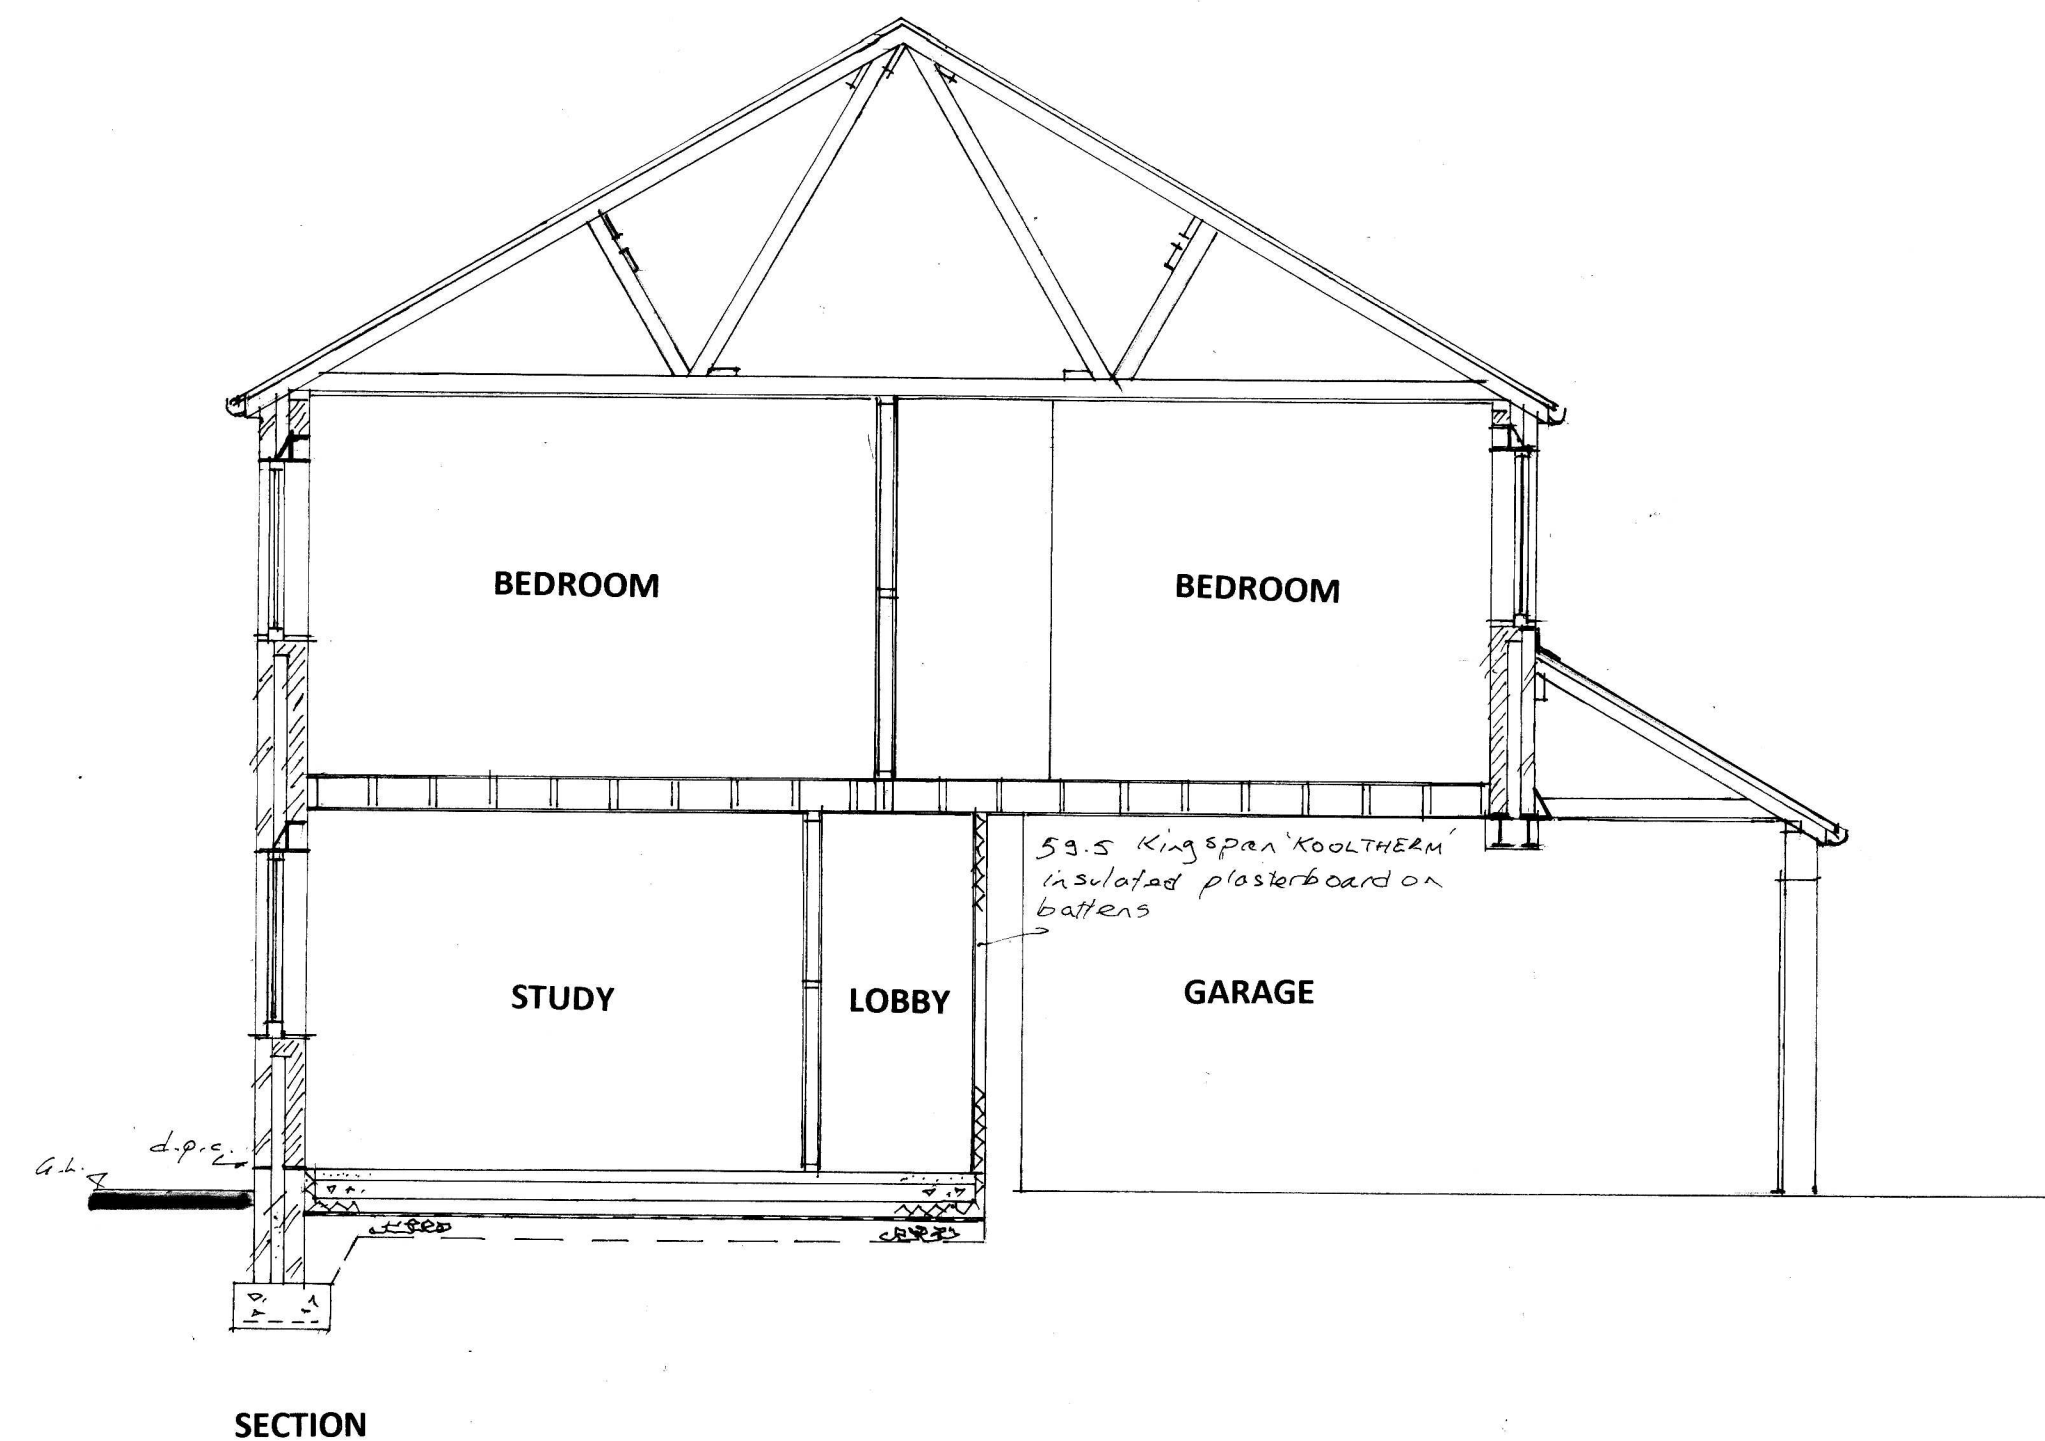 BEDROOM
BEDROOM
59.5 Kingspan 'KOOLTHERM'
insulated plasterboard on
battens
STUDY
LOBBY
GARAGE
d.p.c.
G.L.
SECTION